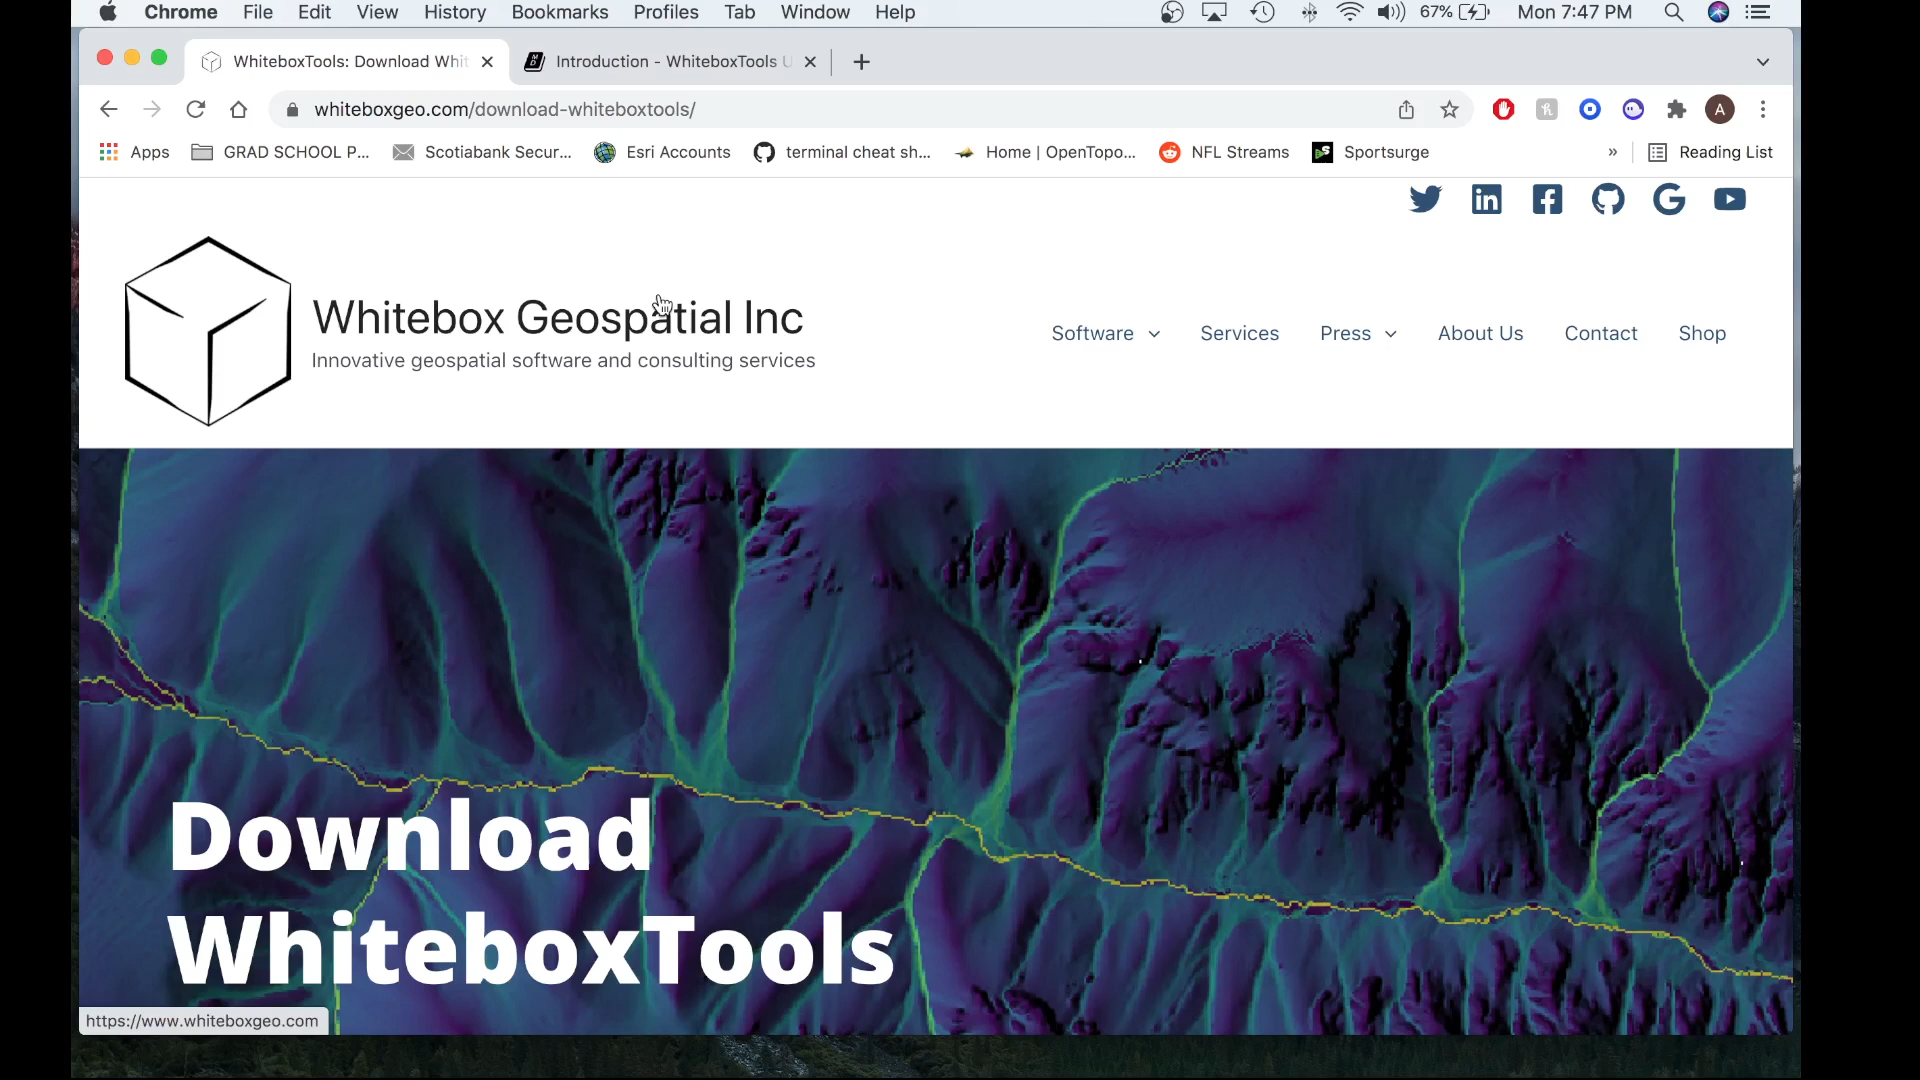 Chrome File Edit View History Bookmarks Profiles Tab Window Help 67% Mon 7:47 PM
WhiteboxTools: Download Whit Introduction - WhiteboxTools U
whiteboxgeo.com/download-whiteboxtools/ A
Apps GRAD SCHOOL P... Scotiabank Secur... Esri Accounts terminal cheat sh... Home | OpenTopo... NFL Streams Sportsurge » Reading List
Whitebox Geospatial Inc
Innovative geospatial software and consulting services
Software Services Press About Us Contact Shop
Download
WhiteboxTools
https://www.whiteboxgeo.com